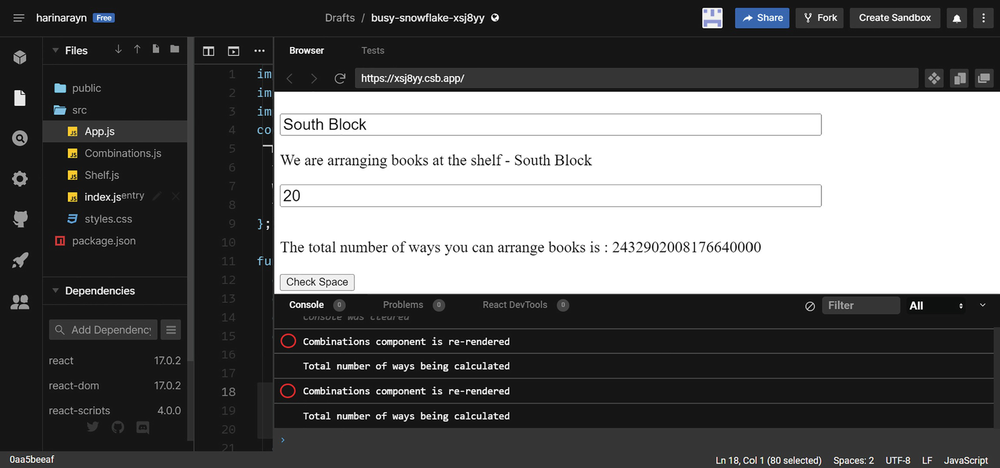 harinarayn Free
Drafts / busy-snowflake-xsj8yy
Share
Fork
Create Sandbox
Files
public
src
JS App.js
JS Combinations.js
JS Shelf.js
JS index.js entry
styles.css
package.json
Dependencies
Add Dependency
react 17.0.2
react-dom 17.0.2
react-scripts 4.0.0
1 im
2 im
3 im
4 co
5
6
7
8
9 };
10
11 fu
12
13
14
15
16
17
18
19
20
21
Browser Tests
https://xsj8yy.csb.app/
South Block
We are arranging books at the shelf - South Block
20
The total number of ways you can arrange books is : 2432902008176640000
Check Space
Console 0 Problems 0 React DevTools 0
Filter All
Console was cleared
Combinations component is re-rendered
Total number of ways being calculated
Combinations component is re-rendered
Total number of ways being calculated
›
0aa5beeaf
Ln 18, Col 1 (80 selected) Spaces: 2 UTF-8 LF JavaScript